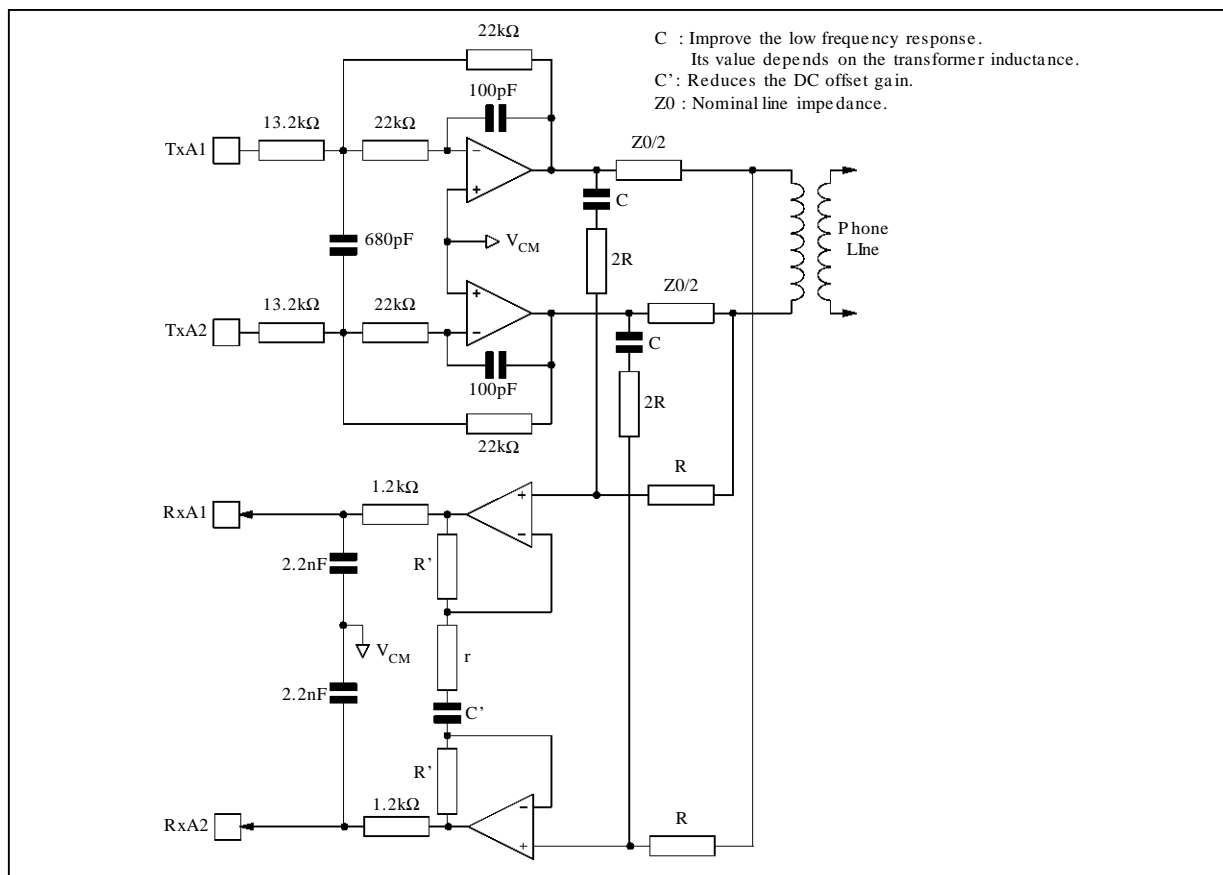 22kΩ
C : Improve the low frequency response.
Its value depends on the transformer inductance.
C': Reduces the DC offset gain.
Z0 : Nominal line impedance.
100pF
13.2kΩ
22kΩ
Z0/2
TxA1
C
Phone
LIne
680pF
VCM
2R
Z0/2
13.2kΩ
22kΩ
TxA2
C
100pF
2R
22kΩ
R
1.2kΩ
RxA1
2.2nF
R’
VCM
r
2.2nF
C’
R’
1.2kΩ
R
RxA2
- + + - + - - +